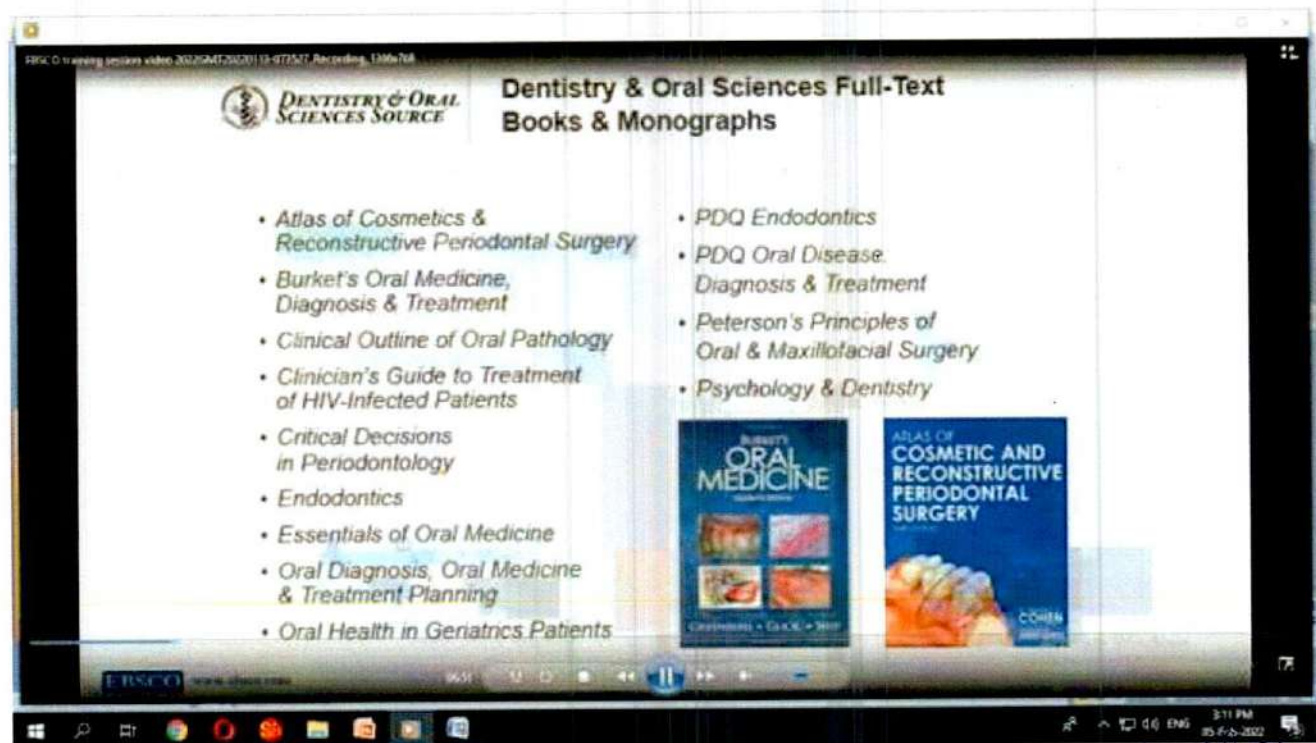 DENTISTRY & ORAL
SCIENCES SOURCE
Dentistry & Oral Sciences Full-Text
Books & Monographs
• Atlas of Cosmetics &
Reconstructive Periodontal Surgery
• Burket's Oral Medicine,
Diagnosis & Treatment
• Clinical Outline of Oral Pathology
• Clinician's Guide to Treatment
of HIV-Infected Patients
• Critical Decisions
in Periodontology
• Endodontics
• Essentials of Oral Medicine
• Oral Diagnosis, Oral Medicine
& Treatment Planning
• Oral Health in Geriatrics Patients
• PDQ Endodontics
• PDQ Oral Disease.
Diagnosis & Treatment
• Peterson's Principles of
Oral & Maxillofacial Surgery
• Psychology & Dentistry
BURKET'S
ORAL
MEDICINE
GREENBERG • GLICK • SHIP
ATLAS OF
COSMETIC AND
RECONSTRUCTIVE
PERIODONTAL
SURGERY
COHEN
EBSCO
ENG
3:11 PM